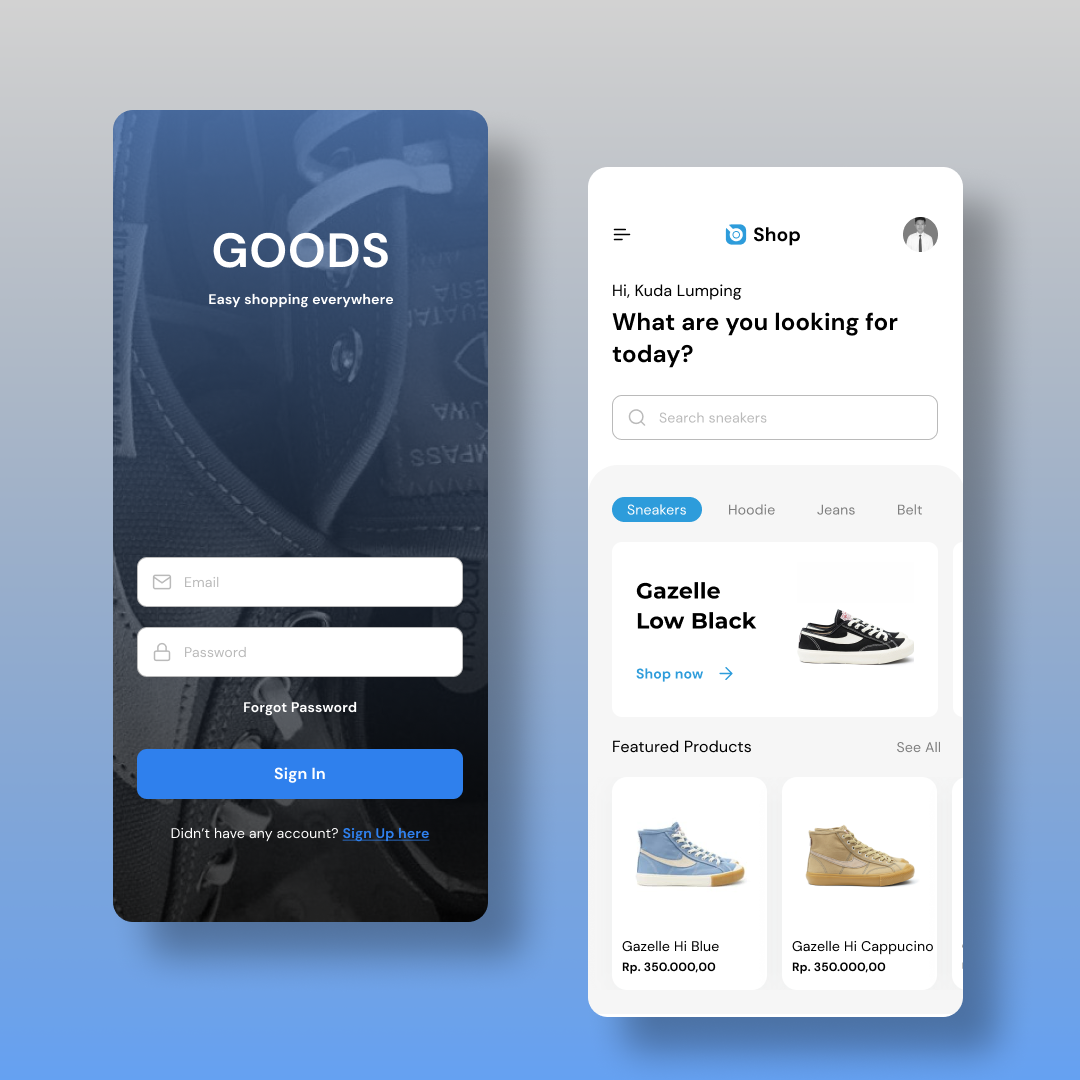 GOODS
Easy shopping everywhere
Email
Password
Forgot Password
Sign In
Didn’t have any account? Sign Up here
Shop
Hi, Kuda Lumping
What are you looking for
today?
Search sneakers
Sneakers Hoodie Jeans Belt
Gazelle
Low Black
Shop now
Featured Products See All
Gazelle Hi Blue
Rp. 350.000,00
Gazelle Hi Cappucino
Rp. 350.000,00